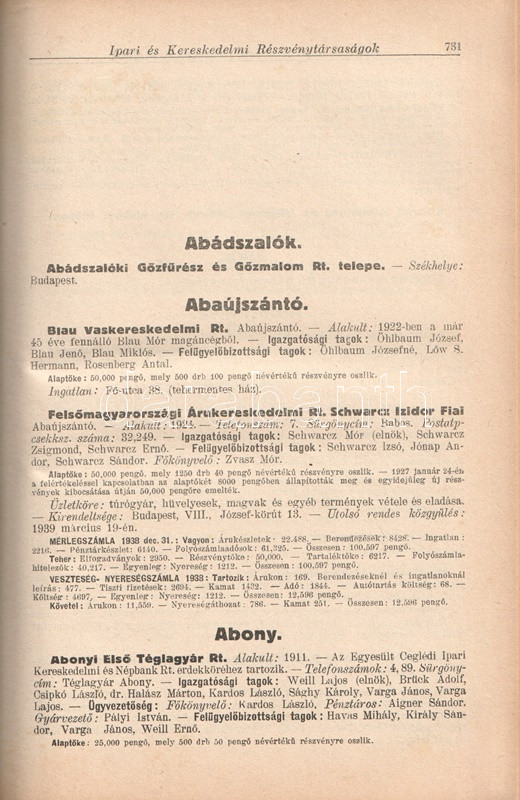 Ipari és Kereskedelmi Részvénytársaságok 731
Abádszalók.
Abádszalóki Gőzfűrész és Gőzmalom Rt. telepe. — Székhelye:
Budapest.
Abaújszántó.
Blau Vaskereskedelmi Rt. Abaújszántó. — Alakult: 1922-ben a már
45 éve fennálló Blau Mór magáncégből. — Igazgatósági tagok: Ohlbaum József,
Blau Jenő, Blau Miklós. — Felügyelőbizottsági tagok: Ohlbaum Józsefné, Löw S.
Hermann, Rosenberg Antal.
Alaptőke: 50,000 pengő, mely 500 drb 100 pengő névértékű részvényre oszlik.
Ingatlan: Fő-utca 38. (tehermentes ház).
Felsőmagyarországi Árukereskedelmi Rt. Schwarcz Izidor Fiai
Abaújszántó. — Alakult: 1924. — Telefonszám: 7. Sürgönycím: Babos. Postatp-
csekksz. száma: 32,249. — Igazgatósági tagok: Schwarcz Mór (elnök), Schwarcz
Zsigmond, Schwarcz Ernő. — Felügyelőbizottsági tagok: Schwarcz Izsó, Jónap An-
dor, Schwarcz Sándor. Főkönyvelő: Zvasz Mór.
Alaptőke: 50,000 pengő, mely 1250 drb 40 pengő névértékű részvényre oszlik. — 1927 január 24-én
a felértékeléssel kapcsolatban az alaptőkét 8000 pengőben állapították meg és egyidejűleg új rész-
vények kibocsátása útján 50,000 pengőre emelték.
Üzletköre: túrógyár, hüvelyesek, magvak és egyéb termények vétele és eladása.
— Kirendeltsége: Budapest, VIII., József-körút 13. — Utolsó rendes közgyűlés:
1939 március 19-én.
MÉRLEGSZÁMLA 1938 dec. 31.: Vagyon: Árukészletek: 22.488. — Berendezések: 8428. — Ingatlan:
2216. — Pénztárkészlet: 6140. — Folyószámlaadósok: 61,325. — Összesen: 100,597 pengő.
Teher: Elfogadványok: 2950. — Részvénytőke: 50,000. — Tartaléktőke: 6217. — Folyószámla-
hitelezők: 40,217. — Egyenleg: Nyereség: 1212. — Összesen: 100,597 pengő.
VESZTESÉG- NYERESÉGSZÁMLA 1938: Tartozik: Árukon: 169. Berendezéseknél és ingatlanoknál
leírás: 477. — Tiszti fizetések: 2694. — Kamat 1432. — Adó: 1844. — Autótartás költség: 68. —
Költség: 4697, — Egyenleg: Nyereség: 1212. — Összesen: 12,596 pengő.
Követel: Árukon: 11,559. — Nyereségáthozat: 786. — Kamat 251. — Összesen: 12.596 pengő.
Abony.
Abonyi Első Téglagyár Rt. Alakult: 1911. — Az Egyesült Ceglédi Ipari
Kereskedelmi és Népbank Rt. érdekköréhez tartozik. — Telefonszámok: 4, 89. Sürgöny-
cím: Téglagyár Abony. — Igazgatósági tagok: Weill Lajos (elnök), Brück Adolf,
Csipkó László, dr. Halász Márton, Kardos László, Sághy Károly, Varga János, Varga
Lajos. — Ügyvezetőség: Főkönyvelő: Kardos László. Pénztáros: Aigner Sándor.
Gyárvezető: Pályi István. — Felügyelőbizottsági tagok: Havas Mihály, Király Sán-
dor, Varga János, Weill Ernő.
Alaptőke: 25,000 pengő, mely 500 drb 50 pengő névértékű részvényre oszlik.